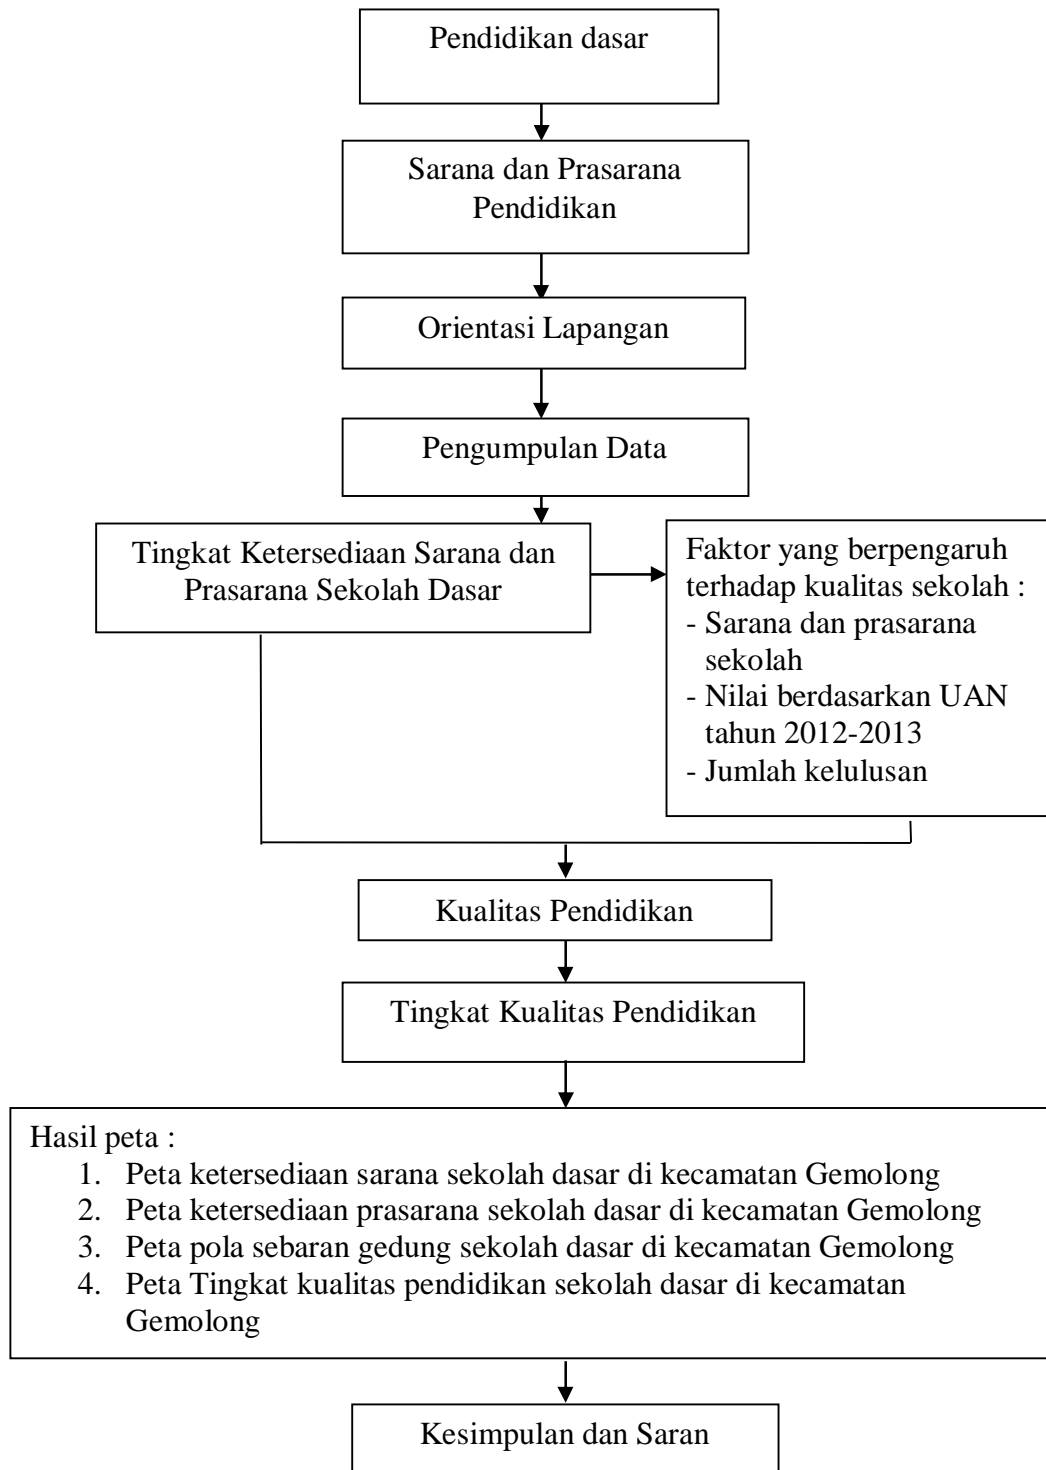 Pendidikan dasar
Sarana dan Prasarana
Pendidikan
Orientasi Lapangan
Pengumpulan Data
Tingkat Ketersediaan Sarana dan
Prasarana Sekolah Dasar
Faktor yang berpengaruh
terhadap kualitas sekolah :
- Sarana dan prasarana
sekolah
- Nilai berdasarkan UAN
tahun 2012-2013
- Jumlah kelulusan
Kualitas Pendidikan
Tingkat Kualitas Pendidikan
Hasil peta :
1. Peta ketersediaan sarana sekolah dasar di kecamatan Gemolong
2. Peta ketersediaan prasarana sekolah dasar di kecamatan Gemolong
3. Peta pola sebaran gedung sekolah dasar di kecamatan Gemolong
4. Peta Tingkat kualitas pendidikan sekolah dasar di kecamatan
Gemolong
Kesimpulan dan Saran